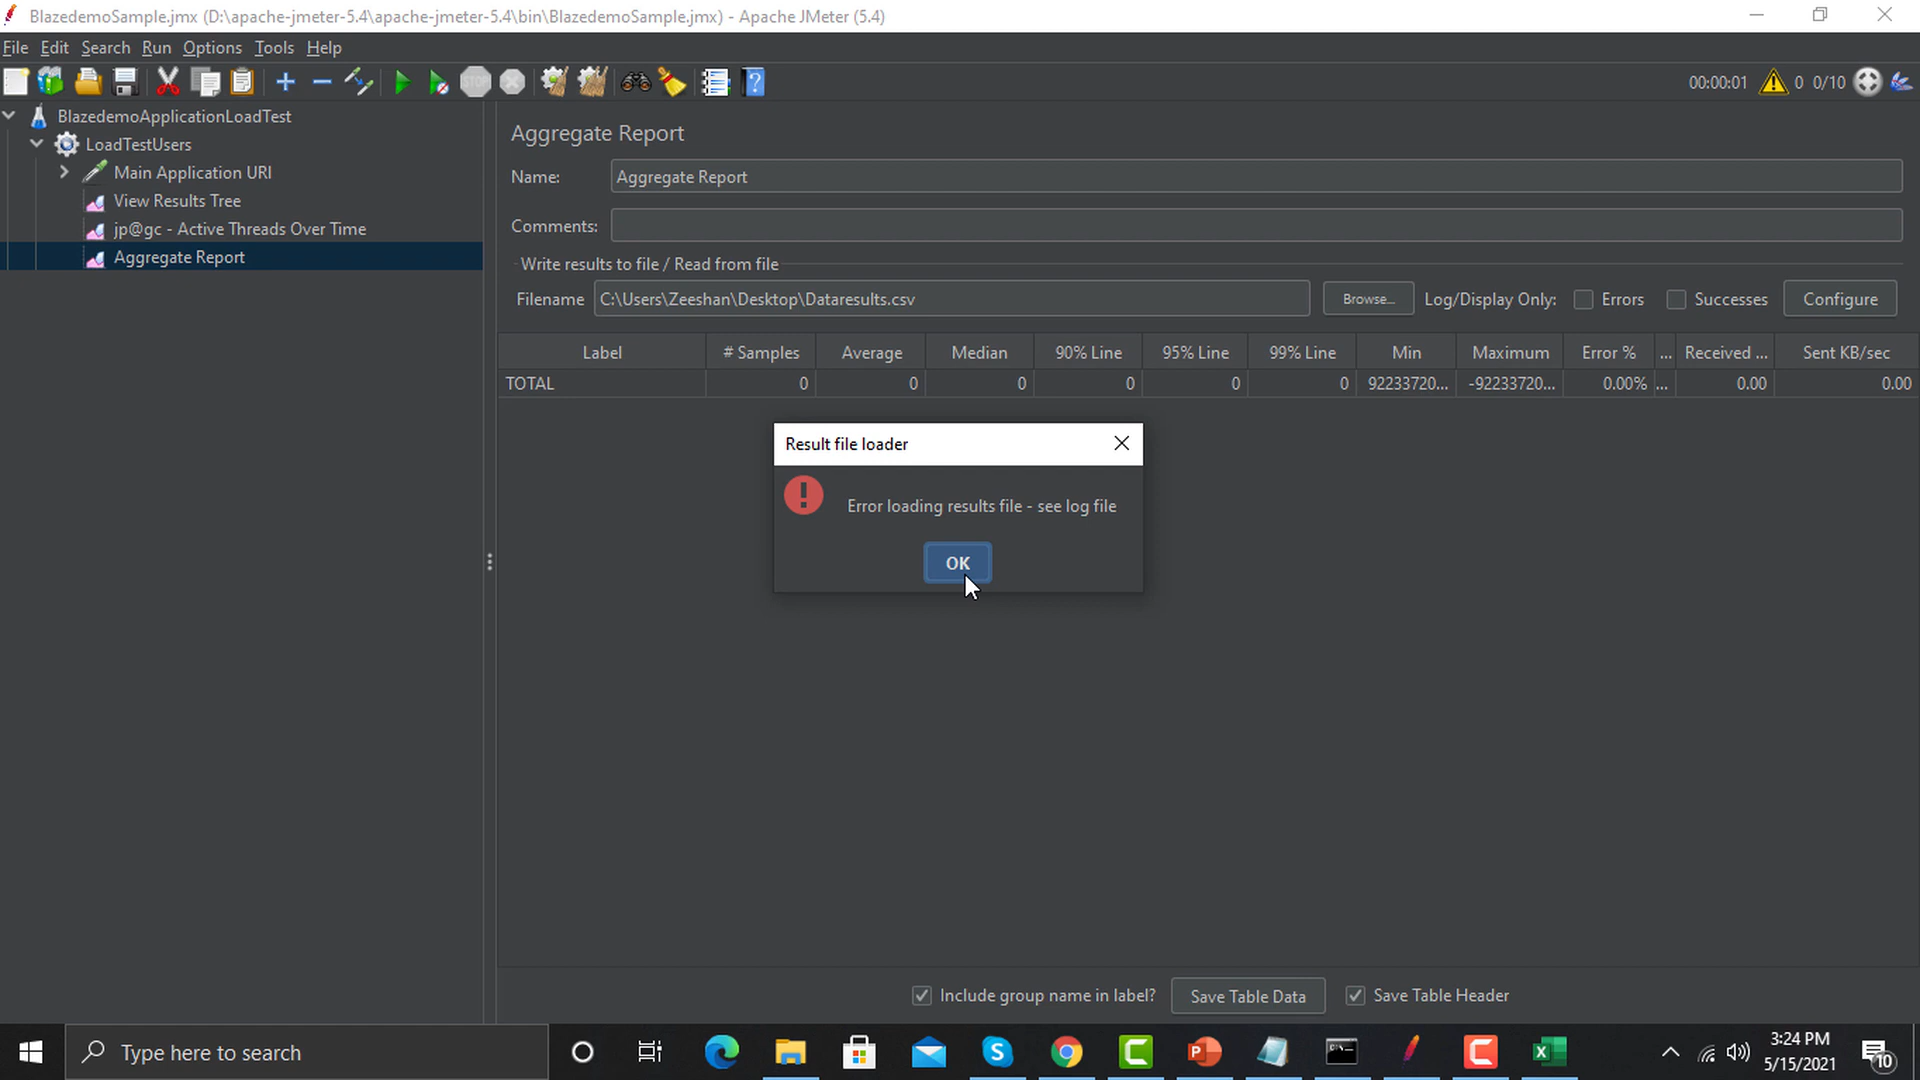 BlazedemoSample.jmx (D:\apache-jmeter-5.4\apache-jmeter-5.4\bin\BlazedemoSample.jmx) - Apache JMeter (5.4)
File Edit Search Run Options Tools Help
STOP
00:00:01 0 0/10
BlazedemoApplicationLoadTest
LoadTestUsers
Main Application URI
View Results Tree
jp@gc - Active Threads Over Time
Aggregate Report
Aggregate Report
Name: Aggregate Report
Comments:
Write results to file / Read from file
Filename C:\Users\Zeeshan\Desktop\Dataresults.csv Browse... Log/Display Only: Errors Successes Configure
Label # Samples Average Median 90% Line 95% Line 99% Line Min Maximum Error % ... Received ... Sent KB/sec
TOTAL 0 0 0 0 0 0 92233720... -92233720... 0.00% ... 0.00 0.00
Result file loader
Error loading results file - see log file
OK
Include group name in label? Save Table Data Save Table Header
Type here to search
3:24 PM
5/15/2021
10